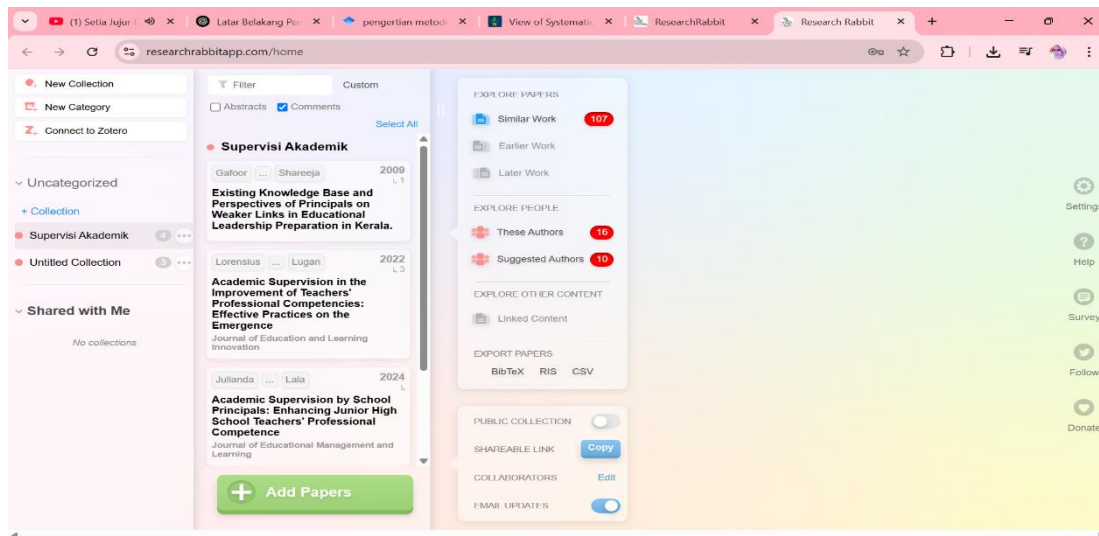 (1) Setia Jujur
Latar Belakang Pen
pengertian metod
View of Systematic
ResearchRabbit
Research Rabbit
researchrabbitapp.com/home
New Collection
New Category
Connect to Zotero
Uncategorized
+ Collection
Supervisi Akademik 4
Untitled Collection 3
Shared with Me
No collections
Filter Custom
Abstracts Comments
Select All
Supervisi Akademik
Gafoor ... Shareeja 2009
1
Existing Knowledge Base and
Perspectives of Principals on
Weaker Links in Educational
Leadership Preparation in Kerala.
Lorensius ... Lugan 2022
3
Academic Supervision in the
Improvement of Teachers'
Professional Competencies:
Effective Practices on the
Emergence
Journal of Education and Learning
Innovation
Julianda ... Lala 2024
Academic Supervision by School
Principals: Enhancing Junior High
School Teachers' Professional
Competence
Journal of Educational Management and
Learning
Add Papers
EXPLORE PAPERS
Similar Work 107
Earlier Work
Later Work
EXPLORE PEOPLE
These Authors 16
Suggested Authors 10
EXPLORE OTHER CONTENT
Linked Content
EXPORT PAPERS
BibTeX RIS CSV
PUBLIC COLLECTION
SHAREABLE LINK Copy
COLLABORATORS Edit
EMAIL UPDATES
Settings
Help
Survey
Follow
Donate